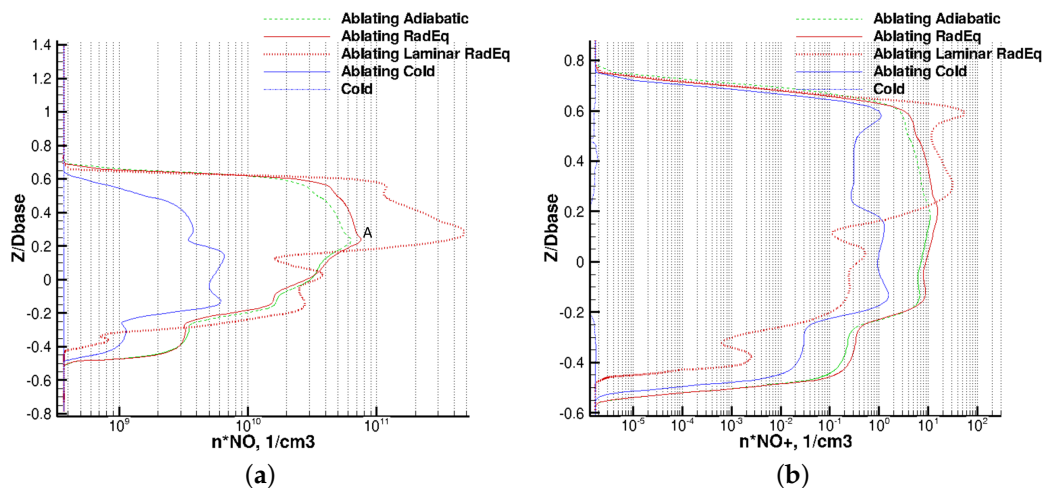 Ablating Adiabatic
Ablating RadEq
Ablating Laminar RadEq
Ablating Cold
Cold
1.4
1.2
1
0.8
0.6
0.4
0.2
0
-0.2
-0.4
-0.6
-0.8
Z/Dbase
A
10^9
10^10
10^11
n*NO, 1/cm3
(a)
Ablating Adiabatic
Ablating RadEq
Ablating Laminar RadEq
Ablating Cold
Cold
0.8
0.6
0.4
0.2
0
-0.2
-0.4
-0.6
Z/Dbase
10^-5
10^-4
10^-3
10^-2
10^-1
10^0
10^1
10^2
n*NO+, 1/cm3
(b)